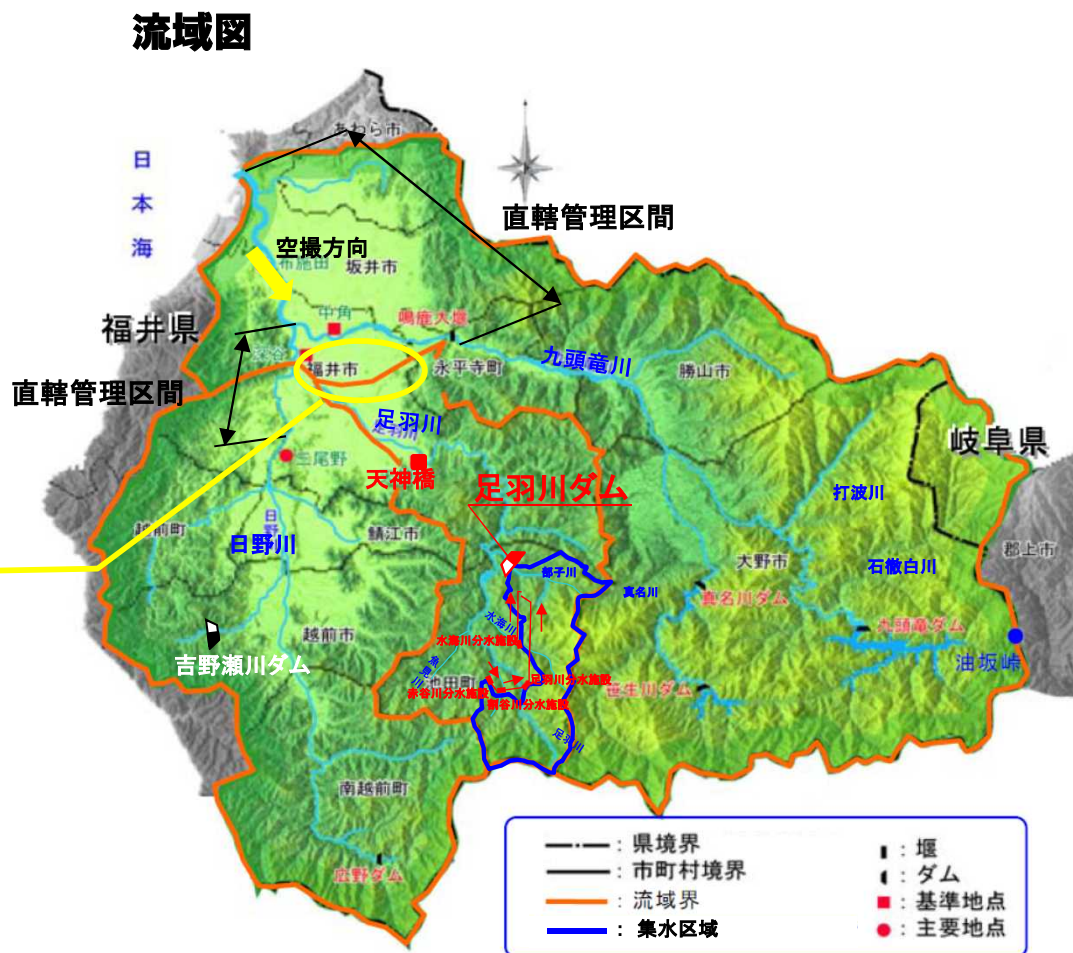 流域図
あわら市
日本海
直轄管理区間
空撮方向
布施田
坂井市
福井県
中角
鳴鹿大堰
深谷
福井市
永平寺町
九頭竜川
勝山市
直轄管理区間
足羽川
足羽川
岐阜県
三尾野
天神橋
足羽川ダム
打波川
越前町
日野
鯖江市
日野川
大野市
石徹白川
郡上市
部子川
真名川
真名川ダム
水海川
九頭竜ダム
越前市
水海川分水施設
油坂峠
吉野瀬川ダム
池田町
足羽川分水施設
赤谷川分水施設
割谷川分水施設
笹生川ダム
足羽川
南越前町
広野ダム
：県境界
：市町村境界
：流域界
：集水区域
：堰
：ダム
：基準地点
：主要地点